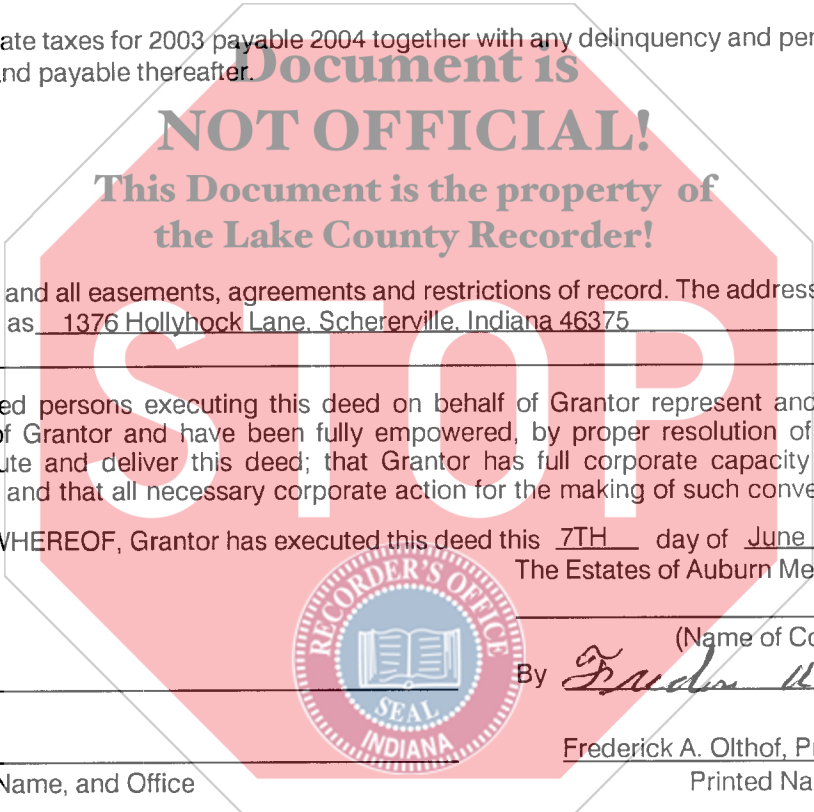 ate taxes for 2003 payable 2004 together with any delinquency and
nd payable thereafter.
Document is
NOT OFFICIAL!
This Document is the property of
the Lake County Recorder!
and all easements, agreements and restrictions of record. The address
as 1376 Hollyhock Lane, Schererville, Indiana 46375
STOP
ed persons executing this deed on behalf of Grantor represent and
of Grantor and have been fully empowered, by proper resolution of
ute and deliver this deed; that Grantor has full corporate capacity
and that all necessary corporate action for the making of such conve
WHEREOF, Grantor has executed this deed this 7TH day of June
The Estates of Auburn Me
(Name of Co
By
RECORDER'S OFFICE
SEAL
INDIANA
Frederick A. Olthof, Pr
Name, and Office
Printed Na